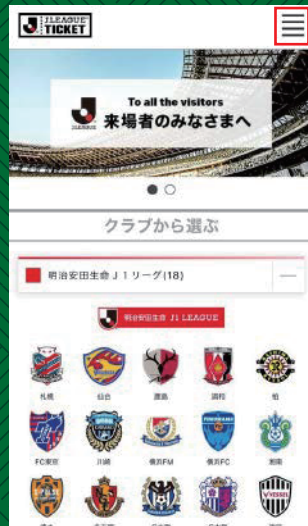 J.LEAGUE
TICKET
To all the visitors
来場者のみなさまへ
J.LEAGUE
クラブから選ぶ
明治安田生命J1リーグ(18)
明治安田生命 J1 LEAGUE
札幌 仙台 鹿島 浦和 柏
FC東京 川崎 横浜FM 横浜FC 湘南